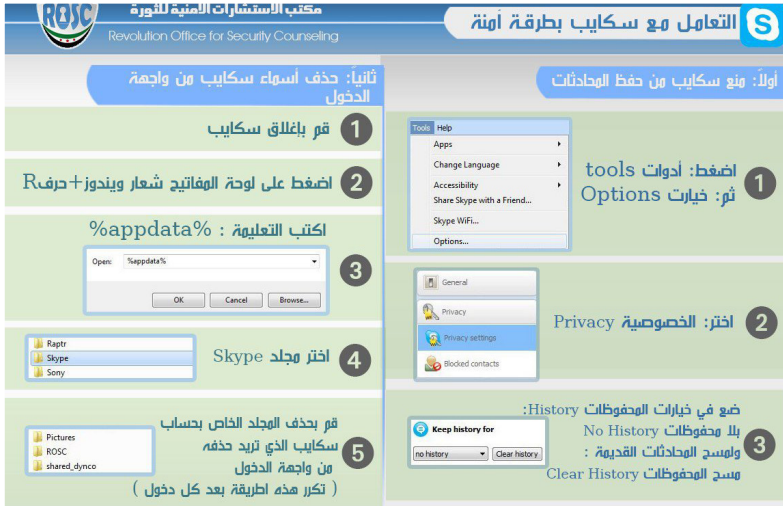 ROSC
مكتب الاستشارات الامنية للثورة
Revolution Office for Security Counseling
التعامل مع سكايب بطرقة آمنة
أولاً: منع سكايب من حفظ المحادثات
1
اضغط: أدوات tools
ثم: خيارت Options
Tools Help
Apps
Change Language
Accessibility
Share Skype with a Friend...
Skype WiFi...
Options...
2
اختر: الخصوصية Privacy
General
Privacy
Privacy settings
Blocked contacts
3
ضع في خيارات المحفوظات History:
بلا محفوظات No History
ولمسح المحادثات القديمة :
مسح المحفوظات Clear History
Keep history for
no history
Clear history
ثانياً: حذف أسماء سكايب من واجهة
الدخول
1
قم بإغلاق سكايب
2
اضغط على لوحة المفاتيح شعار ويندوز+حرفR
3
اكتب التعليمة : %appdata%
Open: %appdata%
OK Cancel Browse...
4
اختر مجلد Skype
Raptr
Skype
Sony
5
قم بحذف المجلد الخاص بحساب
سكايب الذي تريد حذفه
من واجهة الدخول
( تكرر هذه اطريقة بعد كل دخول )
Pictures
ROSC
shared_dynco